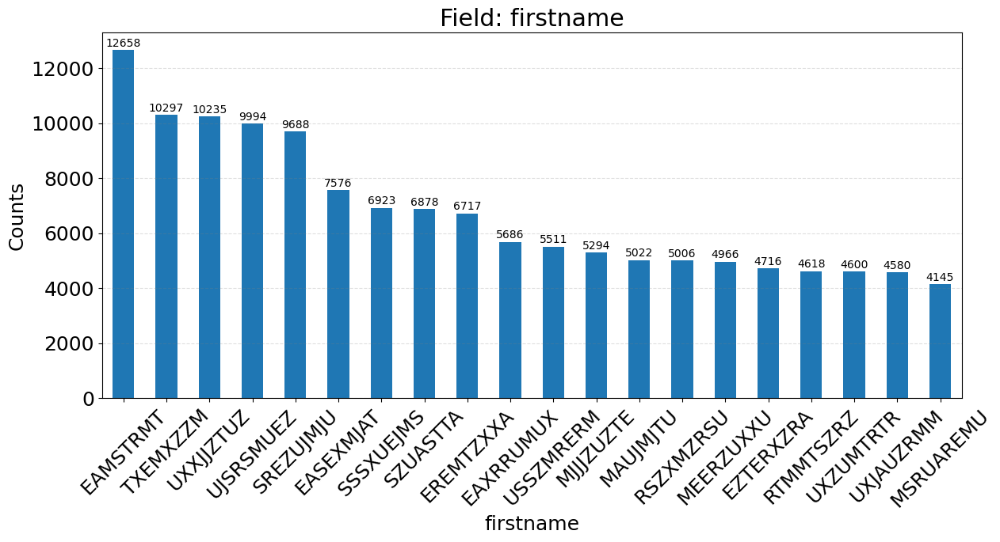 Field: firstname
12658
10297
10235
9994
9688
7576
6923
6878
6717
5686
5511
5294
5022
5006
4966
4716
4618
4600
4580
4145
12000
10000
8000
6000
4000
2000
0
Counts
EAMSTRMT
TXEMXZZM
UXXJJZTUZ
UJSRSMUEZ
SREZUJMJU
EASEXMJAT
SSSXUEJMS
SZUASTTA
EREMTZXXA
EAXRRUMUX
USSZMRERM
MJJJZUZTE
MAUJMJTU
RSZXMZRSU
MEERZUXXU
EZTERXZRA
RTMMTSZRZ
UXZUMTRTR
UXJAUZRMM
MSRUAREMU
firstname